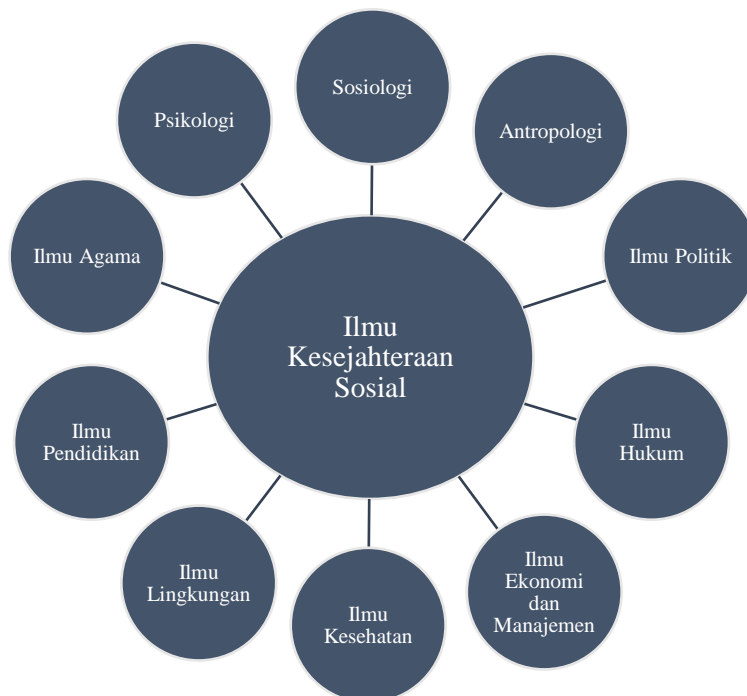 Sosiologi
Antropologi
Ilmu Politik
Ilmu
Hukum
Ilmu
Ekonomi
dan
Manajemen
Ilmu
Kesehatan
Ilmu
Lingkungan
Ilmu
Pendidikan
Ilmu Agama
Psikologi
Ilmu
Kesejahteraan
Sosial